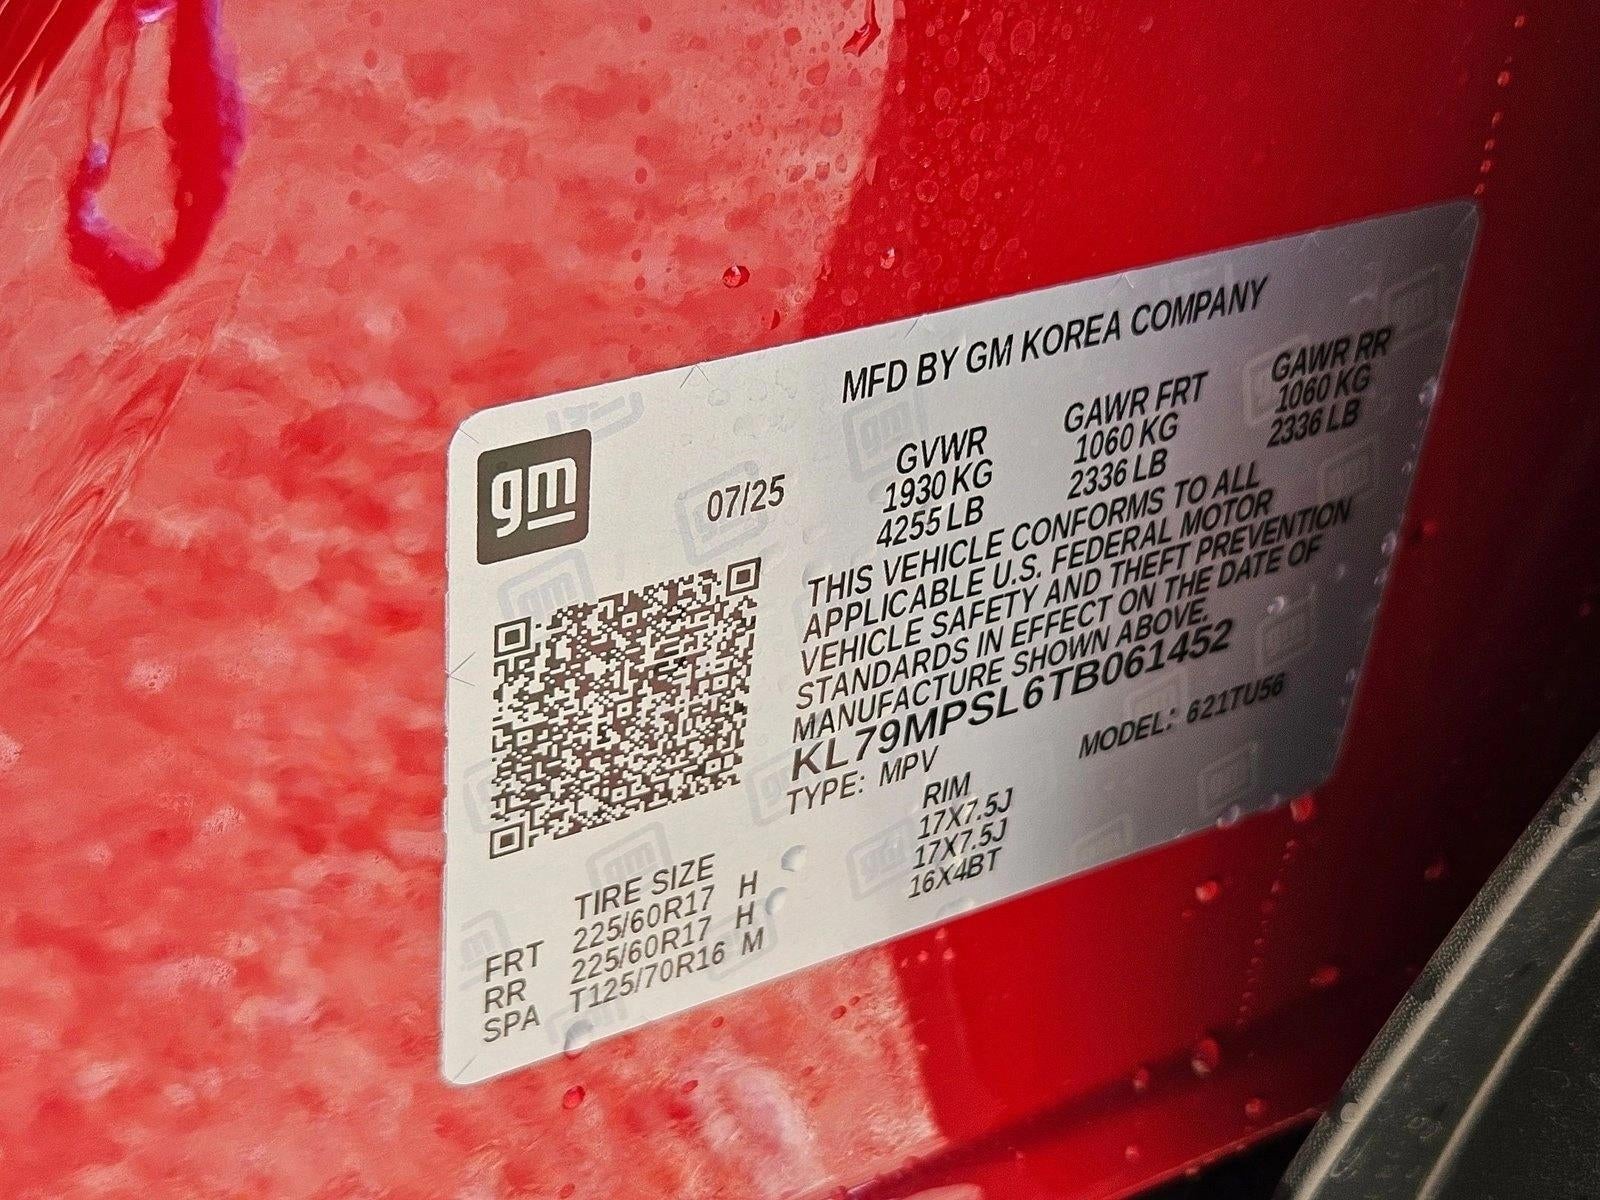 MFD BY GM KOREA COMPANY
gm
07/25
GVWR GAWR FRT GAWR RR
1930 KG 1060 KG 1060 KG
4255 LB 2336 LB 2336 LB
THIS VEHICLE CONFORMS TO ALL
APPLICABLE U.S. FEDERAL MOTOR
VEHICLE SAFETY AND THEFT PREVENTION
STANDARDS IN EFFECT ON THE DATE OF
MANUFACTURE SHOWN ABOVE.
KL79MPSL6TB061452
TYPE: MPV MODEL: 621TU56
TIRE SIZE RIM
FRT 225/60R17 H 17X7.5J
RR 225/60R17 H 17X7.5J
SPA T125/70R16 M 16X4BT